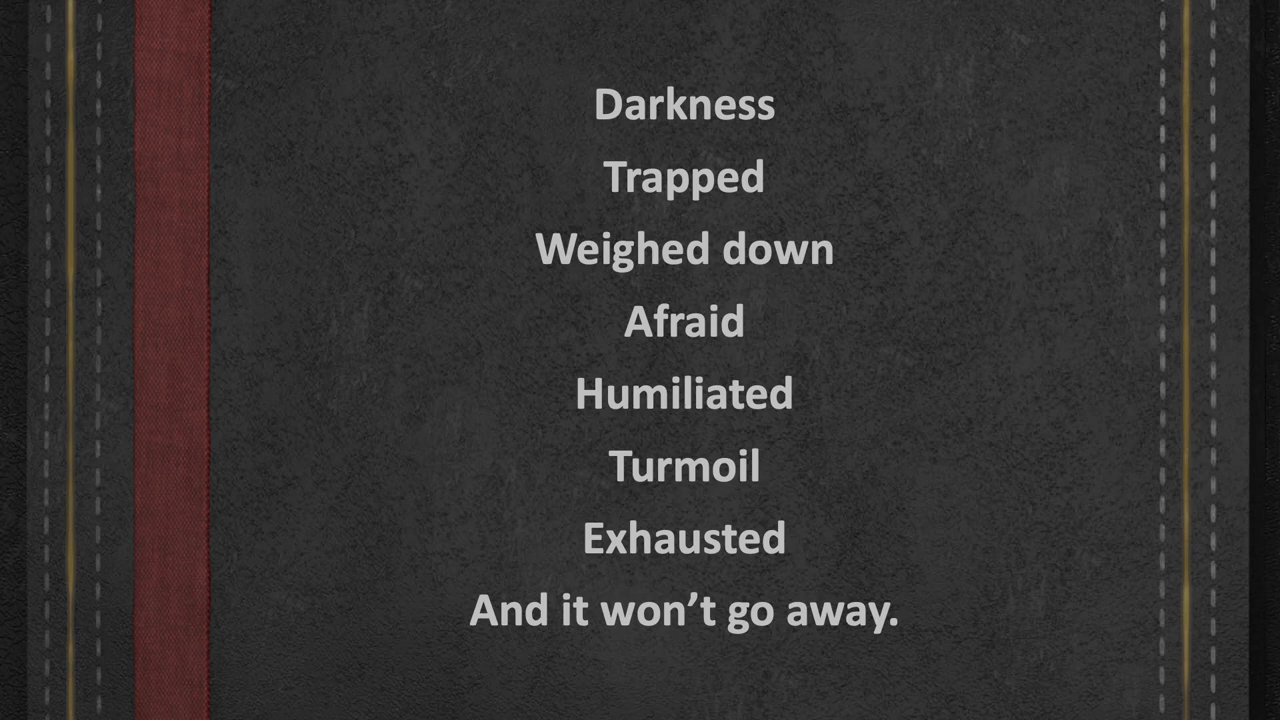 Darkness
Trapped
Weighed down
Afraid
Humiliated
Turmoil
Exhausted
And it won’t go away.